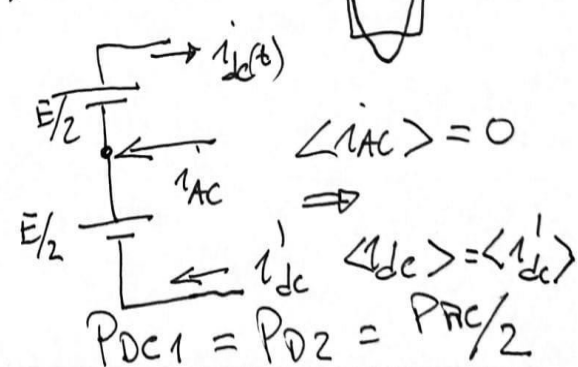 i_dc(t)
E/2
i_AC
<i_AC> = 0
⇒
E/2
i'_dc
<i_dc> = <i'_dc>
P_DC1 = P_D2 = P_AC/2